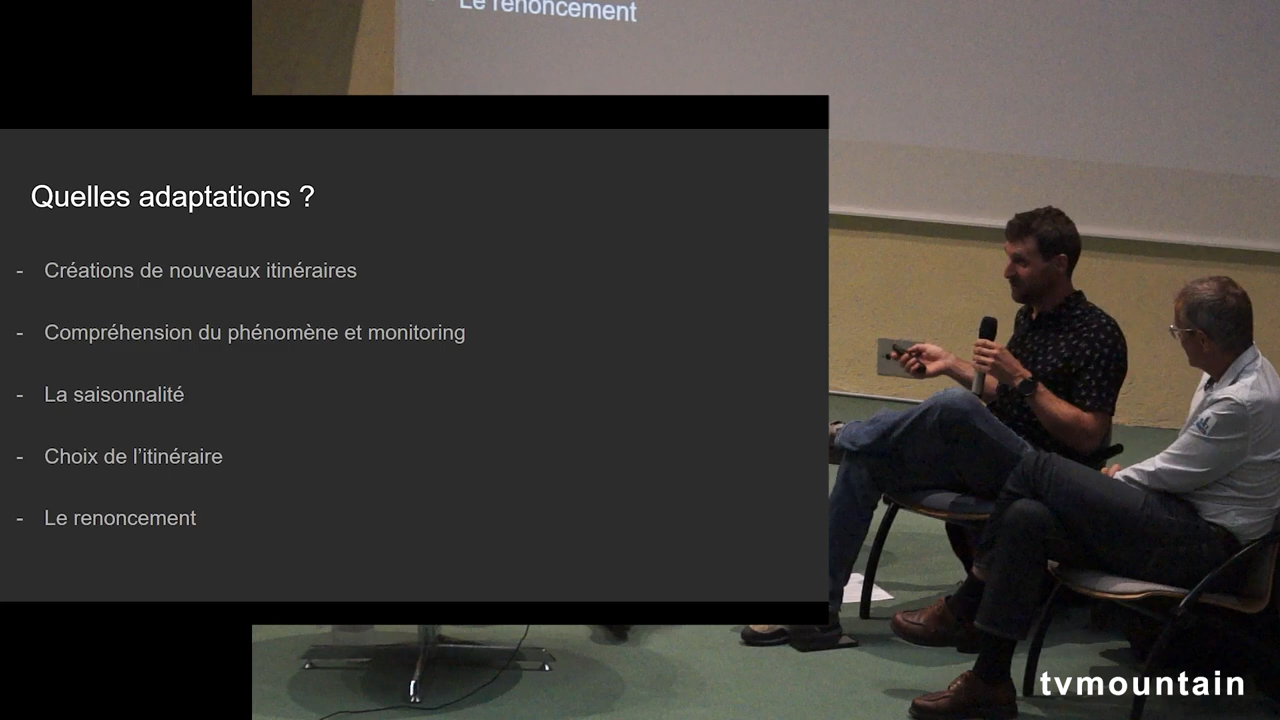 Le renoncement
Quelles adaptations ?
- Créations de nouveaux itinéraires
- Compréhension du phénomène et monitoring
- La saisonnalité
- Choix de l’itinéraire
- Le renoncement
tvmountain